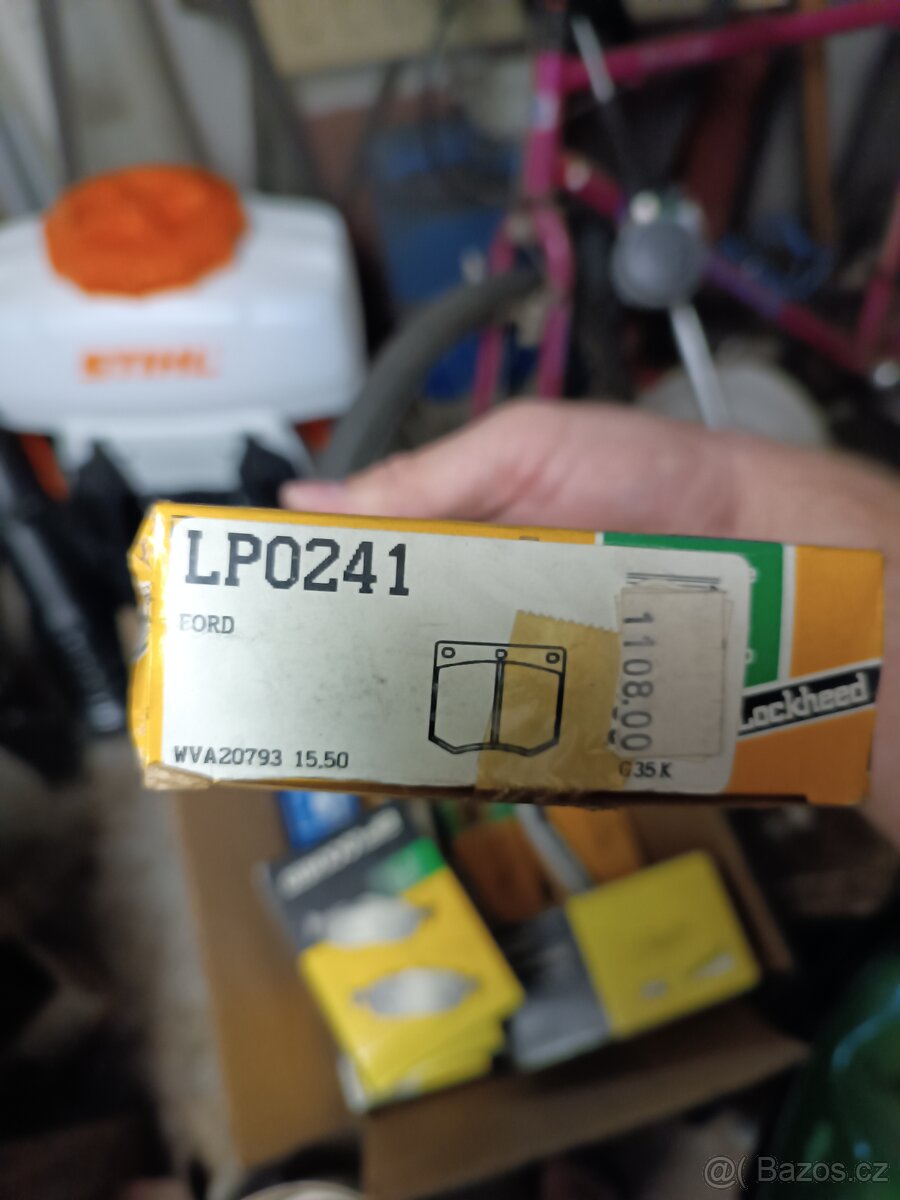 STIHL
LP0241
FORD
1108.00
Lockheed
WVA20793 15.50
G35K
@( Bazos.cz